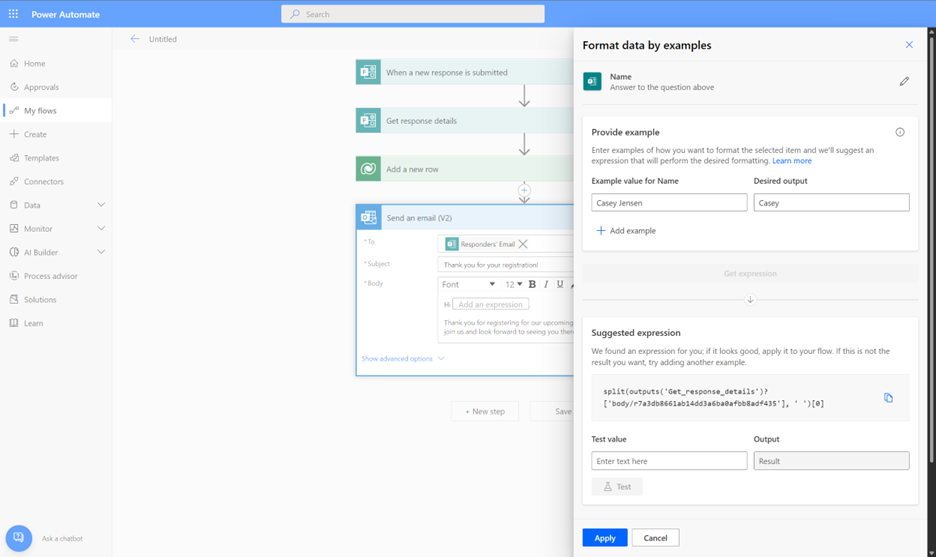 Power Automate
Search
Home
Approvals
My flows
Create
Templates
Connectors
Data
Monitor
AI Builder
Process advisor
Solutions
Learn
Ask a chatbot
Untitled
When a new response is submitted
Get response details
Add a new row
Send an email (V2)
* To
Responders' Email
* Subject
Thank you for your registration!
* Body
Font 12 B I U
Hi Add an expression
Thank you for registering for our upcoming
join us and look forward to seeing you there
Show advanced options
+ New step
Save
Format data by examples
Name
Answer to the question above
Provide example
Enter examples of how you want to format the selected item and we'll suggest an
expression that will perform the desired formatting. Learn more
Example value for Name Desired output
Casey Jensen Casey
Add example
Get expression
Suggested expression
We found an expression for you; if it looks good, apply it to your flow. If this is not the
result you want, try adding another example.
split(outputs('Get_response_details')?
['body/r7a3db8661ab14dd3a6ba0afbb8adf435'], ' ')[0]
Test value Output
Enter text here Result
Test
Apply Cancel